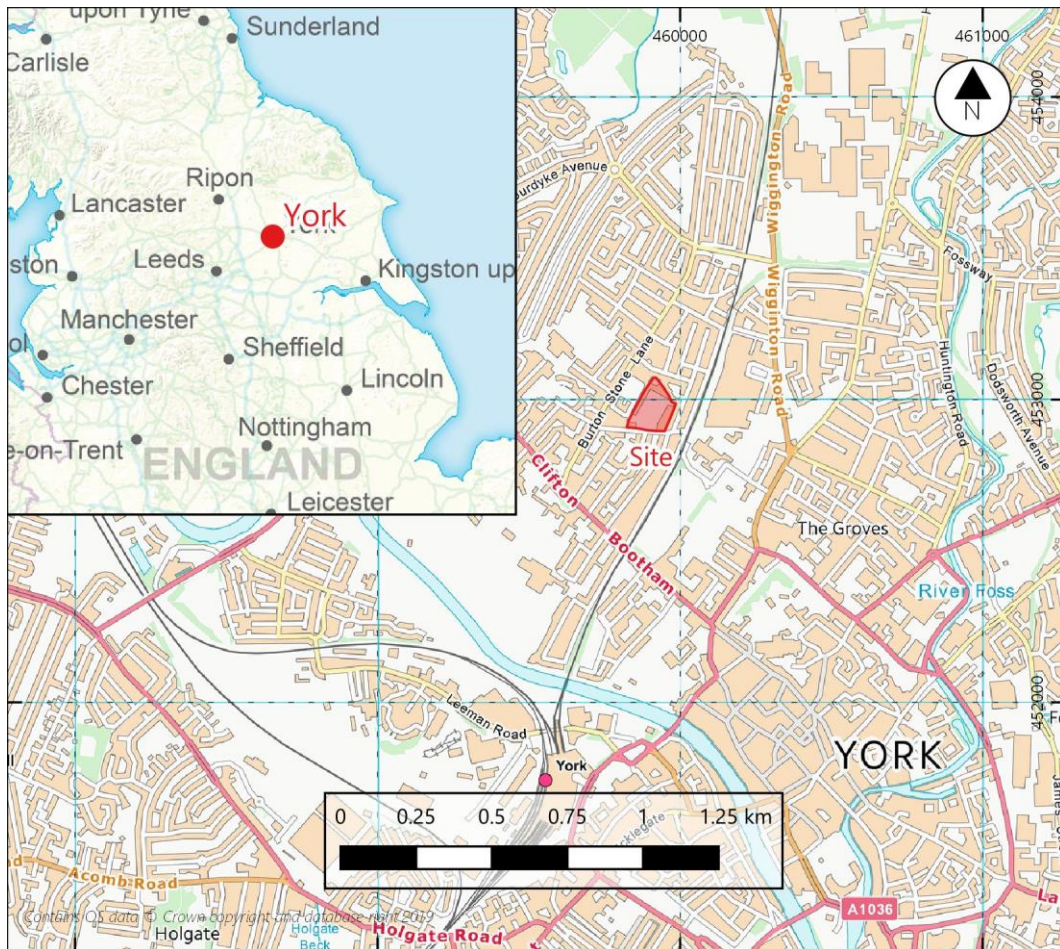 upon Tyne
Sunderland
Carlisle
Ripon
Lancaster
York
Leeds
Kingston up
Manchester
Sheffield
Chester
Lincoln
Nottingham
e-on-Trent
ENGLAND
Leicester
460000
461000
N
454000
453000
452000
urdyke Avenue
Wiggington Road
Wigginton Road
Fossway
Huntington Road
Dodsworth Avenue
Burton Stone Lane
Site
Clifton
Bootham
The Groves
River Foss
Leeman Road
York
YORK
0 0.25 0.5 0.75 1 1.25 km
cklegate
Acomb Road
Contains OS data © Crown copyright and database right 2019
Holgate
Holgate
Beck
Holgate Road
A1036